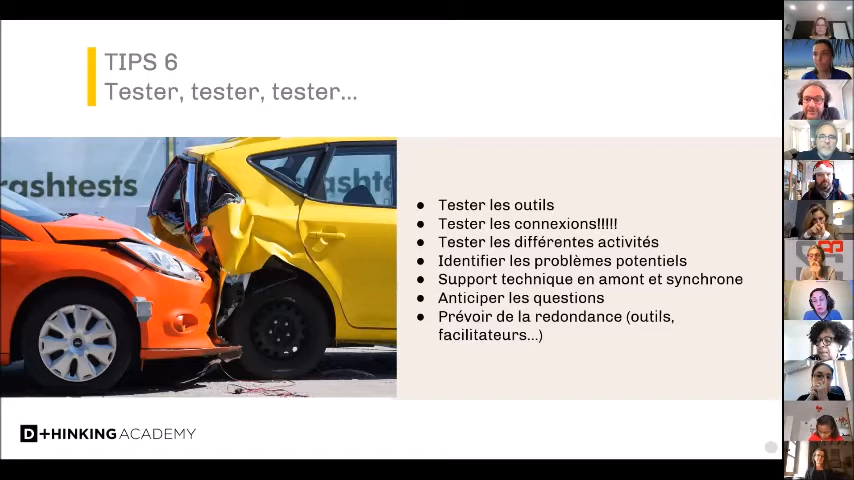 TIPS 6
Tester, tester, tester...
rashtests
ashte
● Tester les outils
● Tester les connexions!!!!!
● Tester les différentes activités
● Identifier les problèmes potentiels
● Support technique en amont et synchrone
● Anticiper les questions
● Prévoir de la redondance (outils,
facilitateurs...)
D+HINKING ACADEMY